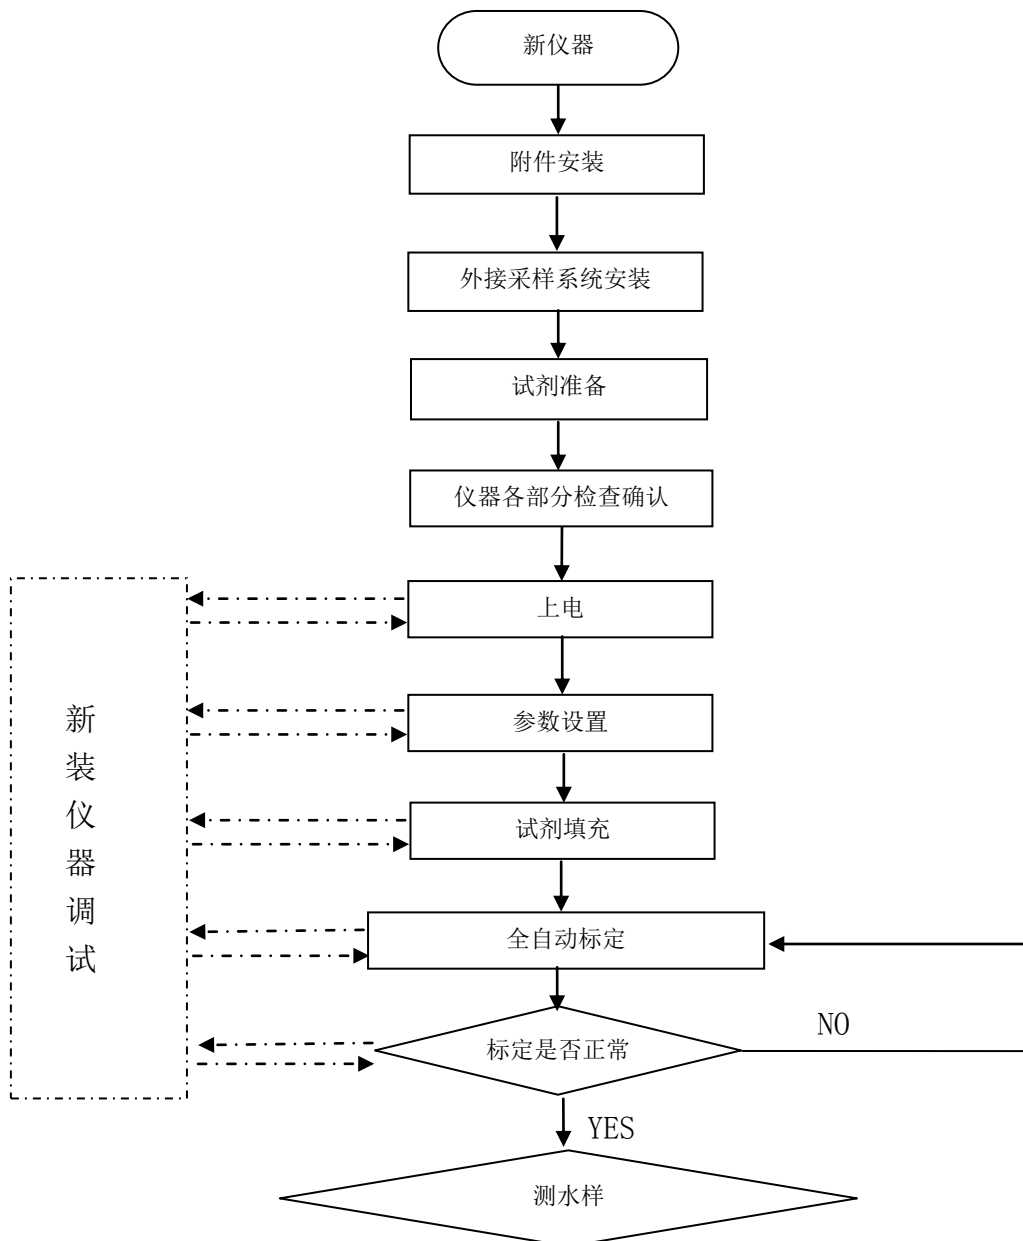 新仪器
附件安装
外接采样系统安装
试剂准备
仪器各部分检查确认
上电
参数设置
试剂填充
全自动标定
标定是否正常
NO
YES
测水样
新
装
仪
器
调
试